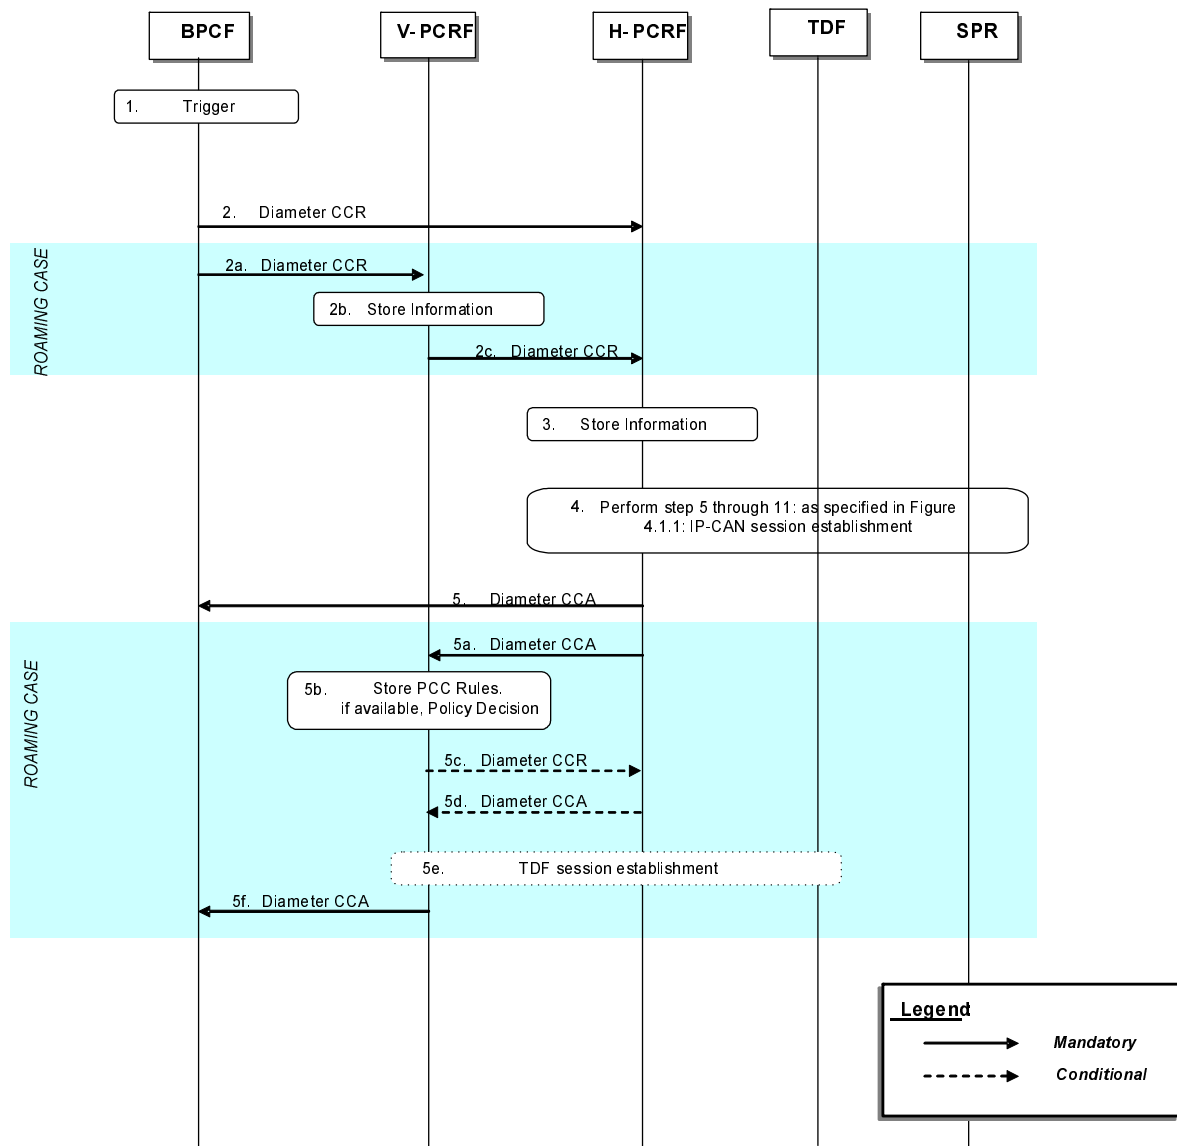 BPCF
V-PCRF
H-PCRF
TDF
SPR
1. Trigger
2. Diameter CCR
ROAMING CASE
2a. Diameter CCR
2b. Store Information
2c. Diameter CCR
3. Store Information
4. Perform step 5 through 11: as specified in Figure
4.1.1: IP-CAN session establishment
5. Diameter CCA
ROAMING CASE
5a. Diameter CCA
5b. Store PCC Rules.
if available, Policy Decision
5c. Diameter CCR
5d. Diameter CCA
5e. TDF session establishment
5f. Diameter CCA
Legend
Mandatory
Conditional